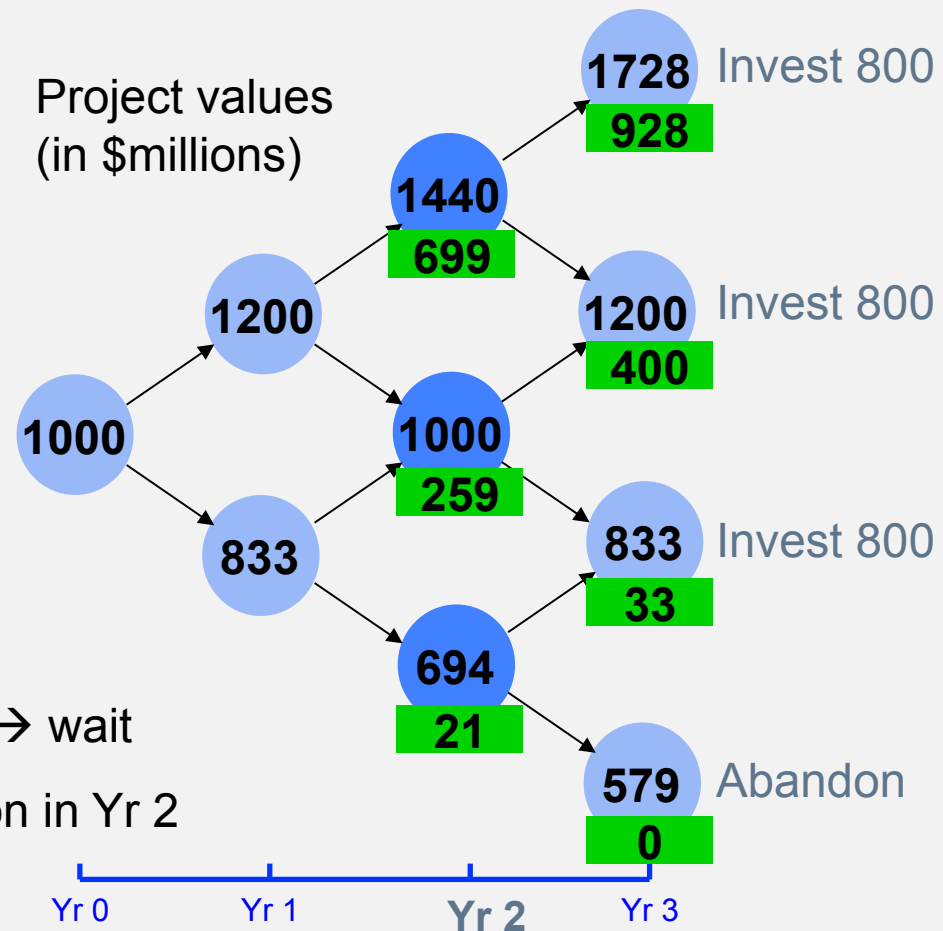 Project values
(in $millions)
1728
Invest 800
928
1440
699
1200
1200
Invest 800
400
1000
1000
259
833
833
Invest 800
33
694
21
→ wait
579
Abandon
on in Yr 2
0
Yr 0
Yr 1
Yr 2
Yr 3